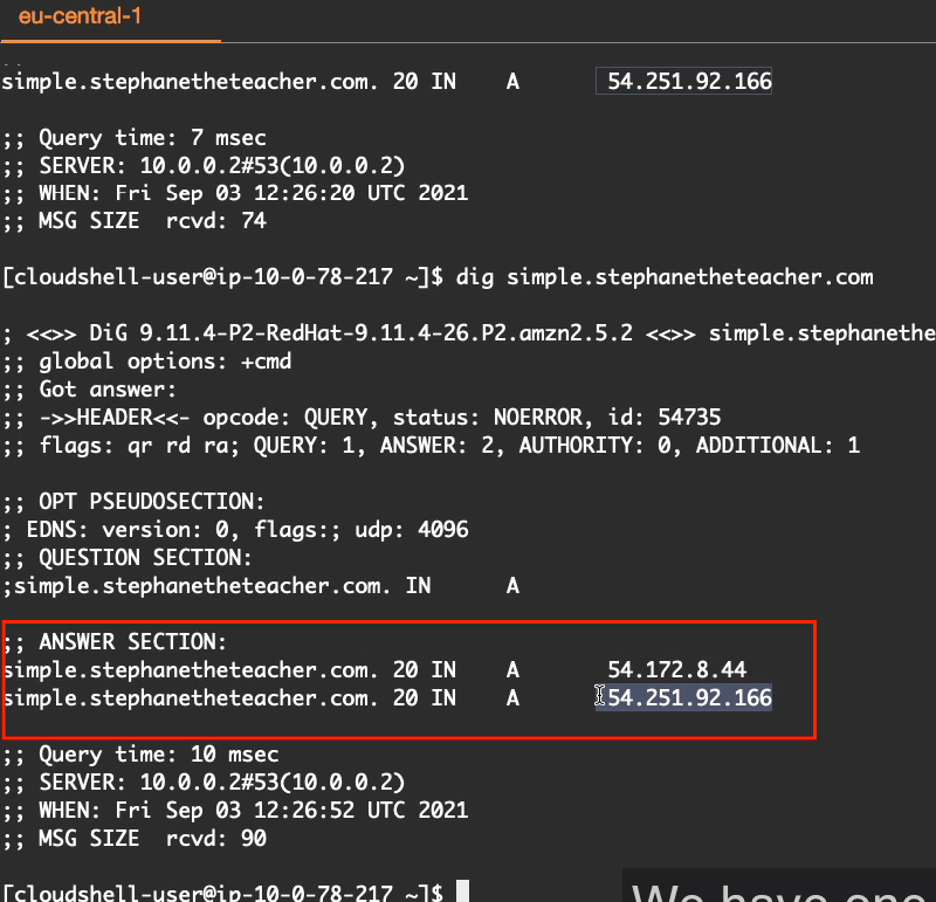 eu-central-1
simple.stephanetheteacher.com. 20 IN A 54.251.92.166
;; Query time: 7 msec
;; SERVER: 10.0.0.2#53(10.0.0.2)
;; WHEN: Fri Sep 03 12:26:20 UTC 2021
;; MSG SIZE rcvd: 74
[cloudshell-user@ip-10-0-78-217 ~]$ dig simple.stephanetheteacher.com
; <<>> DiG 9.11.4-P2-RedHat-9.11.4-26.P2.amzn2.5.2 <<>> simple.stephanethe
;; global options: +cmd
;; Got answer:
;; ->>HEADER<<- opcode: QUERY, status: NOERROR, id: 54735
;; flags: qr rd ra; QUERY: 1, ANSWER: 2, AUTHORITY: 0, ADDITIONAL: 1
;; OPT PSEUDOSECTION:
; EDNS: version: 0, flags:; udp: 4096
;; QUESTION SECTION:
;simple.stephanetheteacher.com. IN A
;; ANSWER SECTION:
simple.stephanetheteacher.com. 20 IN A 54.172.8.44
simple.stephanetheteacher.com. 20 IN A 54.251.92.166
;; Query time: 10 msec
;; SERVER: 10.0.0.2#53(10.0.0.2)
;; WHEN: Fri Sep 03 12:26:52 UTC 2021
;; MSG SIZE rcvd: 90
[cloudshell-user@ip-10-0-78-217 ~]$
We have one